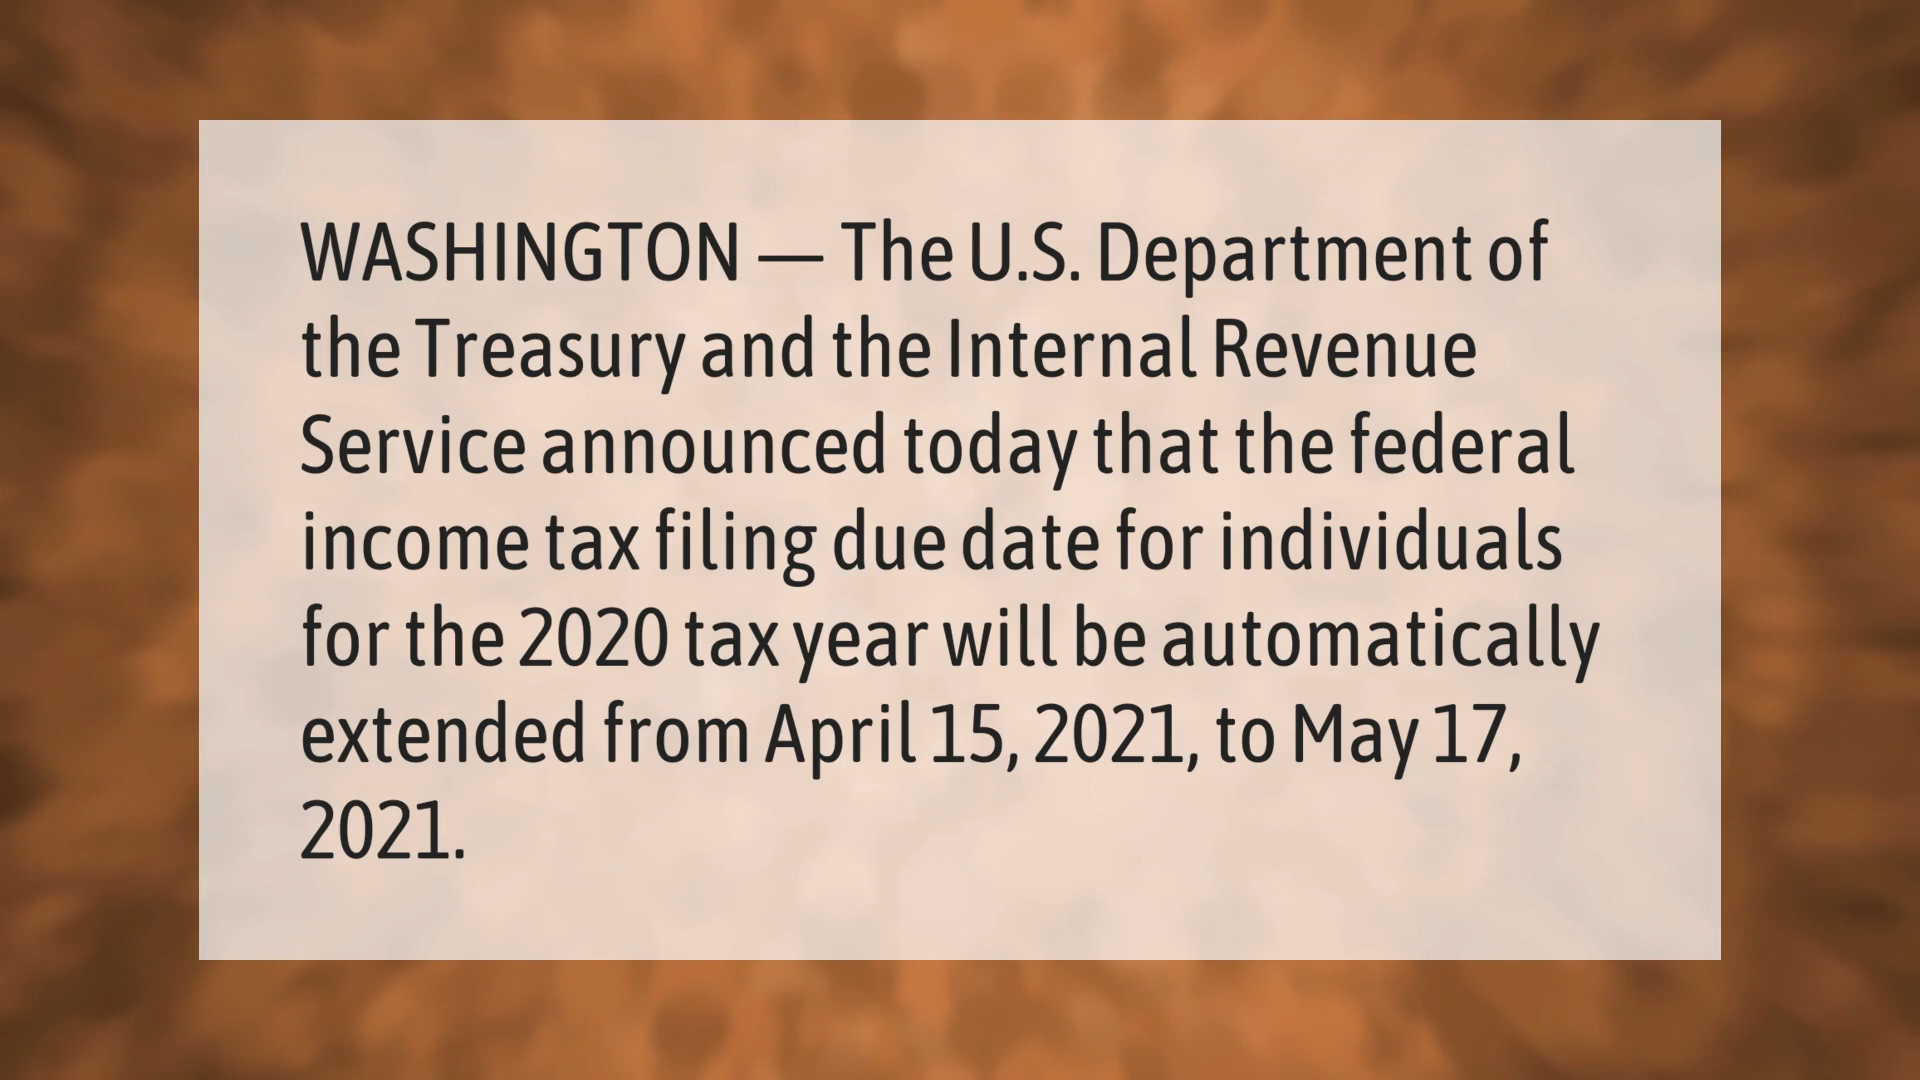 WASHINGTON — The U.S. Department of
the Treasury and the Internal Revenue
Service announced today that the federal
income tax filing due date for individuals
for the 2020 tax year will be automatically
extended from April 15, 2021, to May 17,
2021.